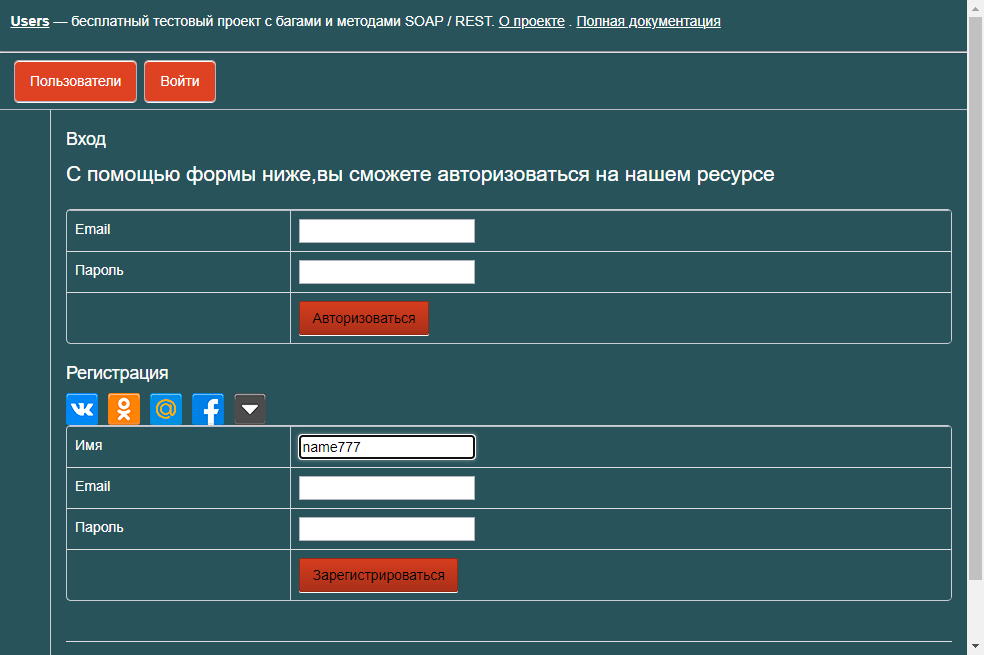 Users — бесплатный тестовый проект с багами и методами SOAP / REST. О проекте . Полная документация
Пользователи Войти
Вход
С помощью формы ниже,вы сможете авторизоваться на нашем ресурсе
Email
Пароль
Авторизоваться
Регистрация
Имя name777
Email
Пароль
Зарегистрироваться